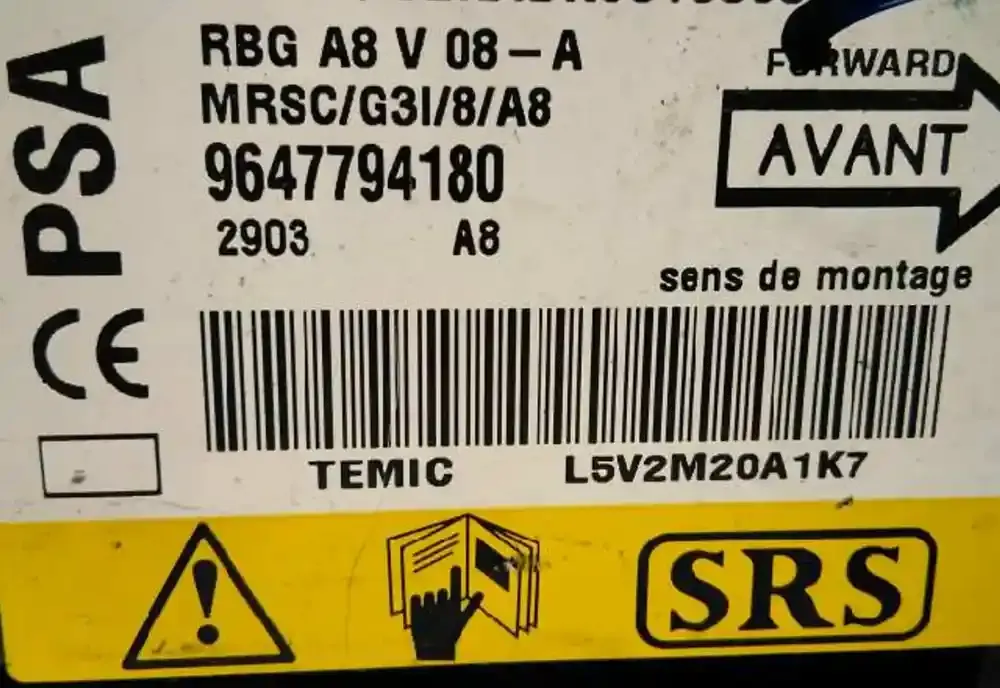 PSA
RBG A8 V 08 – A
MRSC/G3I/8/A8
9647794180
2903 A8
FORWARD
AVANT
sens de montage
CE
TEMIC L5V2M20A1K7
SRS